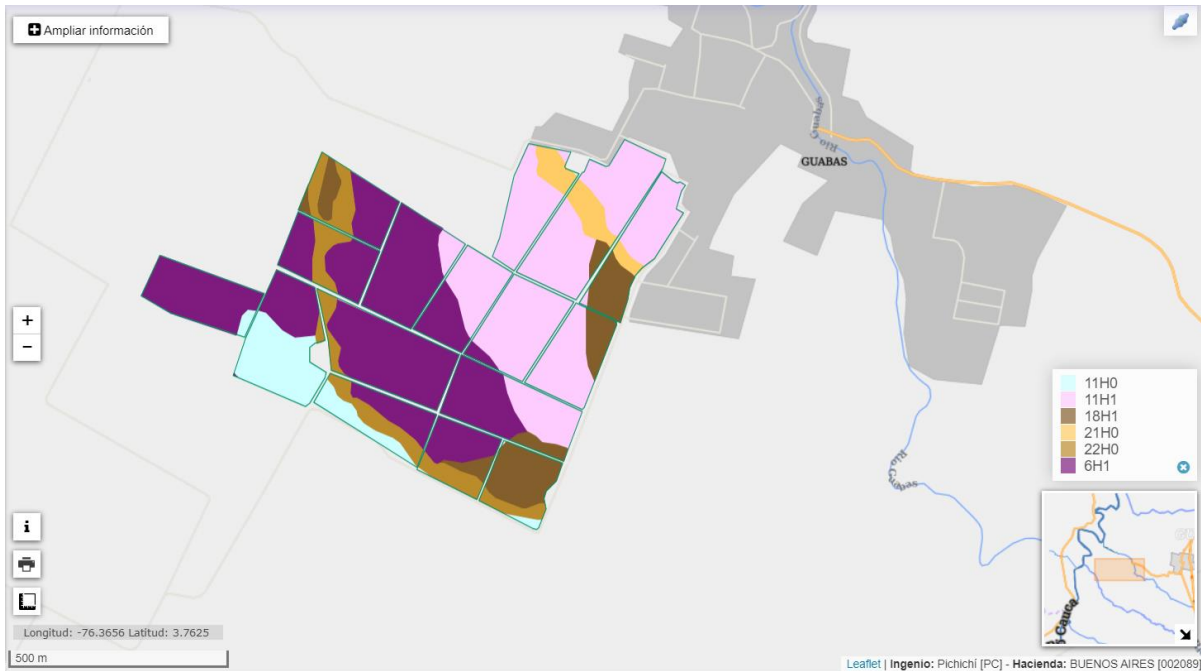 Ampliar información
Río Guabas
GUABAS
+
−
11H0
11H1
18H1
21H0
22H0
6H1
Río Guabas
i
Longitud: -76.3656 Latitud: 3.7625
500 m
Cauca
Leaflet | Ingenio: Pichichí [PC] - Hacienda: BUENOS AIRES [002089